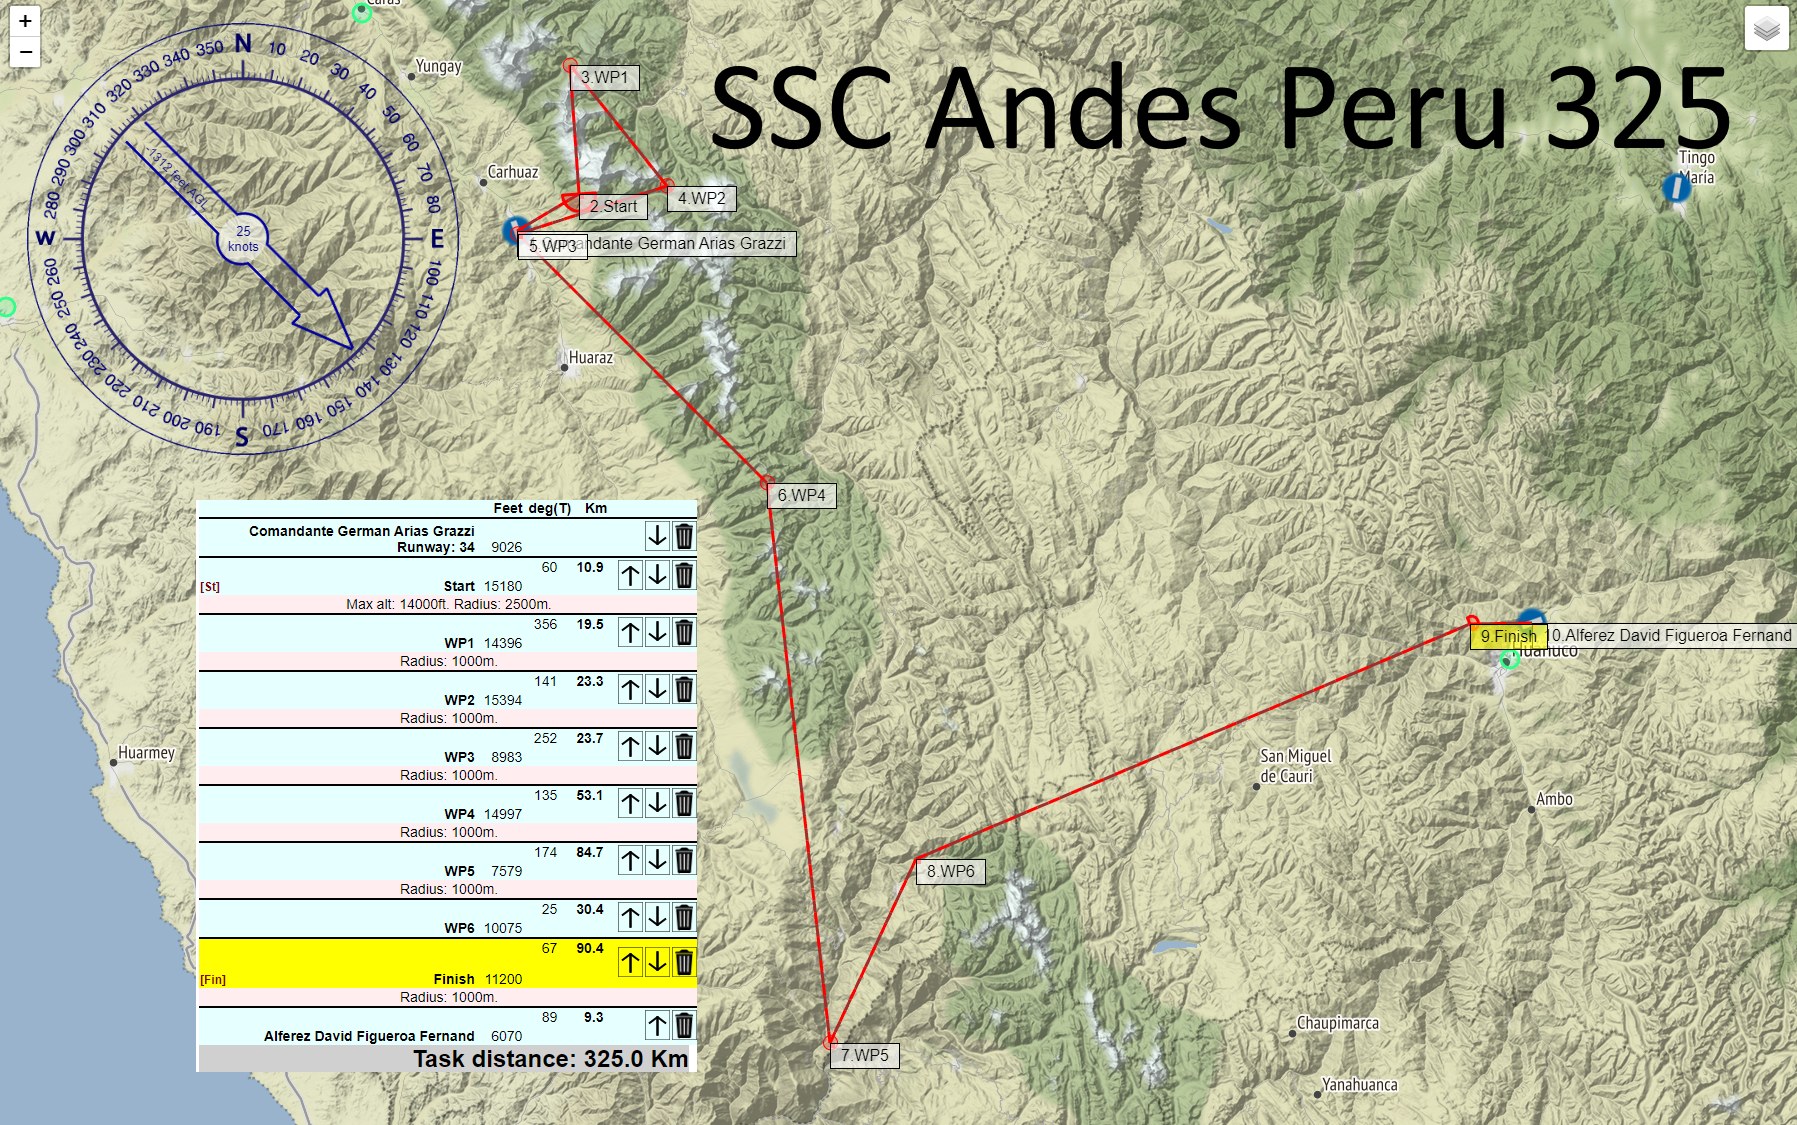 +
−
Caras
Yungay
Carhuaz
Huaraz
Huarmey
Tingo
María
Huánuco
San Miguel
de Cauri
Ambo
Chaupimarca
Yanahuanca
SSC Andes Peru 325
N
10
20
30
40
50
60
70
80
E
100
110
120
130
140
150
160
170
S
190
200
210
220
230
240
250
260
W
280
290
300
310
320
330
340
350
-1312 feet AGL
25
knots
3.WP1
2.Start
4.WP2
5.WP3
Comandante German Arias Grazzi
6.WP4
7.WP5
8.WP6
9.Finish
10.Alferez David Figueroa Fernand
Feet deg(T) Km
Comandante German Arias Grazzi
Runway: 34 9026
60 10.9
[St] Start 15180
Max alt: 14000ft. Radius: 2500m.
356 19.5
WP1 14396
Radius: 1000m.
141 23.3
WP2 15394
Radius: 1000m.
252 23.7
WP3 8983
Radius: 1000m.
135 53.1
WP4 14997
Radius: 1000m.
174 84.7
WP5 7579
Radius: 1000m.
25 30.4
WP6 10075
67 90.4
[Fin] Finish 11200
Radius: 1000m.
89 9.3
Alferez David Figueroa Fernand 6070
Task distance: 325.0 Km